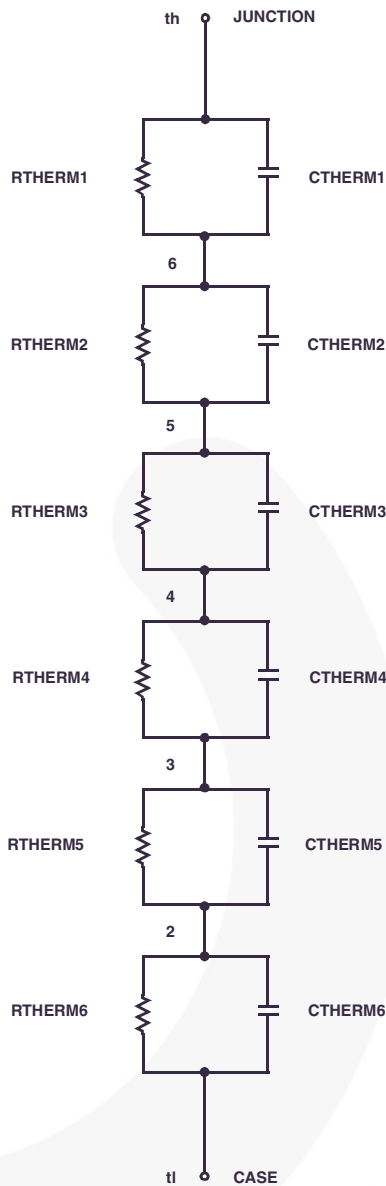 th JUNCTION
RTHERM1 CTHERM1
6
RTHERM2 CTHERM2
5
RTHERM3 CTHERM3
4
RTHERM4 CTHERM4
3
RTHERM5 CTHERM5
2
RTHERM6 CTHERM6
tl CASE